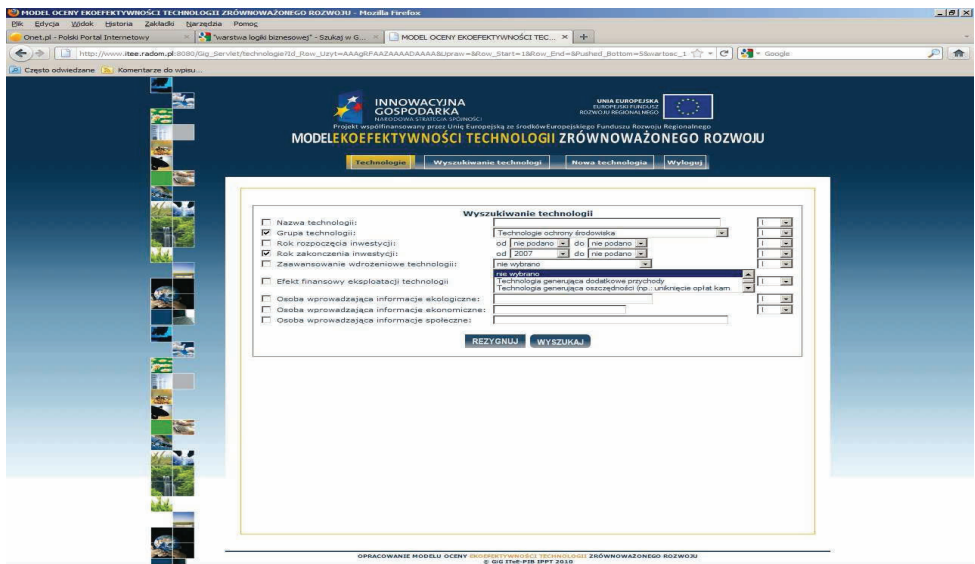 MODEL OCENY EKOEFEKTYWNOŚCI TECHNOLOGII ZRÓWNOWAŻONEGO ROZWOJU - Mozilla Firefox
Plik Edycja Widok Historia Zakładki Narzędzia Pomoc
Onet.pl - Polski Portal Internetowy "warstwa logiki biznesowej" - Szukaj w G... MODEL OCENY EKOEFEKTYWNOŚCI TEC...
Google
Często odwiedzane Komentarze do wpisu...
INNOWACYJNA
GOSPODARKA
NARODOWA STRATEGIA SPÓJNOŚCI
UNIA EUROPEJSKA
EUROPEJSKI FUNDUSZ
ROZWOJU REGIONALNEGO
Projekt współfinansowany przez Unię Europejską ze środków Europejskiego Funduszu Rozwoju Regionalnego
MODEL EKOEFEKTYWNOŚCI TECHNOLOGII ZRÓWNOWAŻONEGO ROZWOJU
Technologie Wyszukiwanie technologi Nowa technologia Wyloguj
Wyszukiwanie technologii
Nazwa technologii: I
Grupa technologii: Technologie ochrony środowiska I
Rok rozpoczęcia inwestycji: od nie podano do nie podano I
Rok zakonczenia inwestycji: od 2007 do nie podano I
Zaawansowanie wdrożeniowe technologii: nie wybrano I
nie wybrano
Efekt finansowy eksploatacji technologii Technologia generująca dodatkowe przychody I
Technologia generująca oszczędności (np.: uniknięcie opłat kam
Osoba wprowadzająca informacje ekologiczne: I
Osoba wprowadzająca informacje ekonomiczne: I
Osoba wprowadzająca informacje społeczne:
REZYGNUJ WYSZUKAJ
OPRACOWANIE MODELU OCENY EKOEFEKTYWNOŚCI TECHNOLOGII ZRÓWNOWAŻONEGO ROZWOJU
© GIG ITeE-PIB IPPT 2010